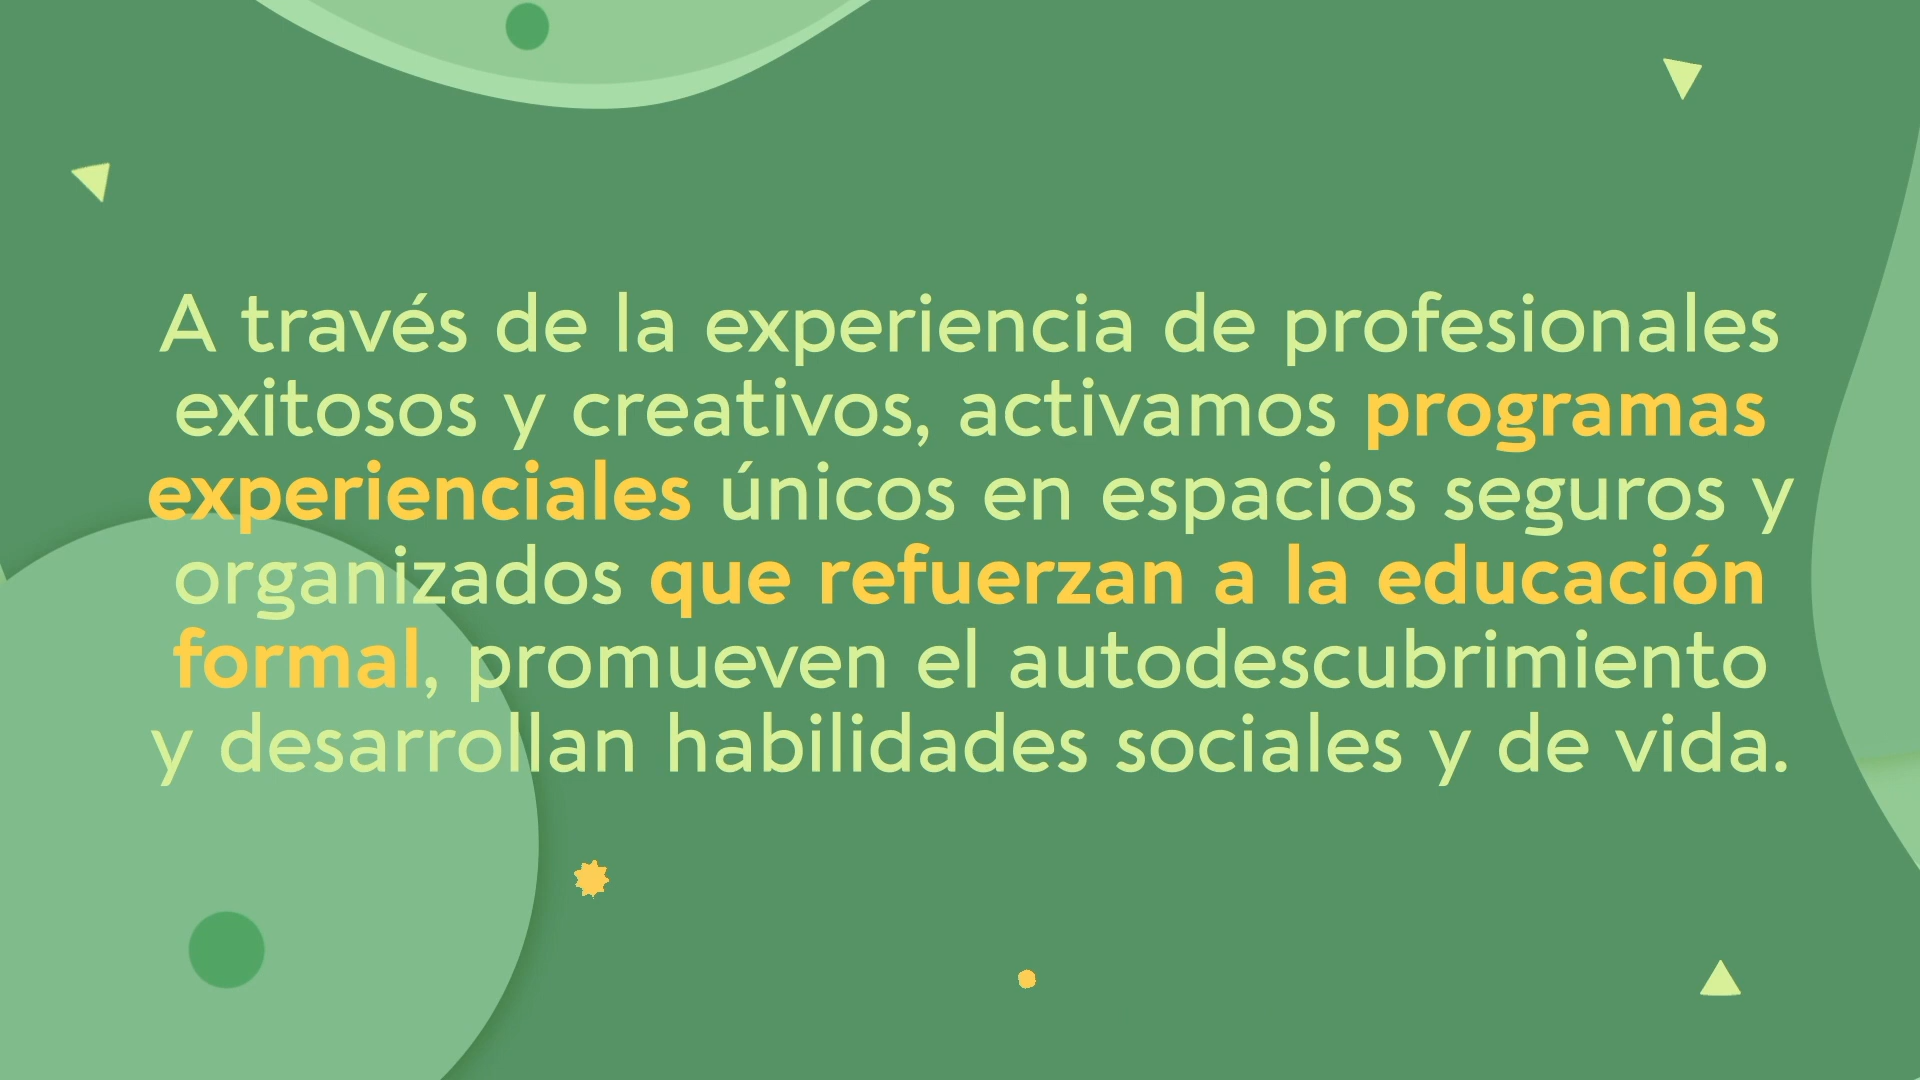 A través de la experiencia de profesionales
exitosos y creativos, activamos programas
experienciales únicos en espacios seguros y
organizados que refuerzan a la educación
formal, promueven el autodescubrimiento
y desarrollan habilidades sociales y de vida.